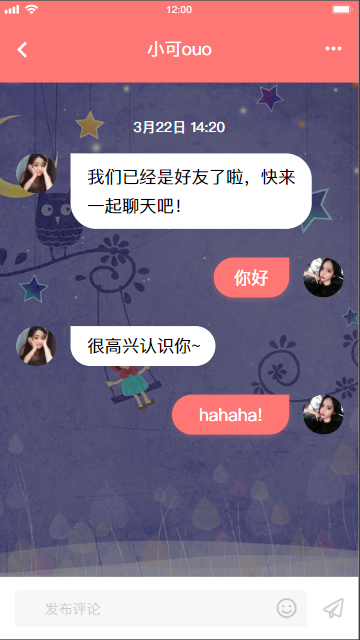 12:00
小可ouo
3月22日 14:20
我们已经是好友了啦，快来
一起聊天吧！
你好
很高兴认识你~
hahaha!
发布评论